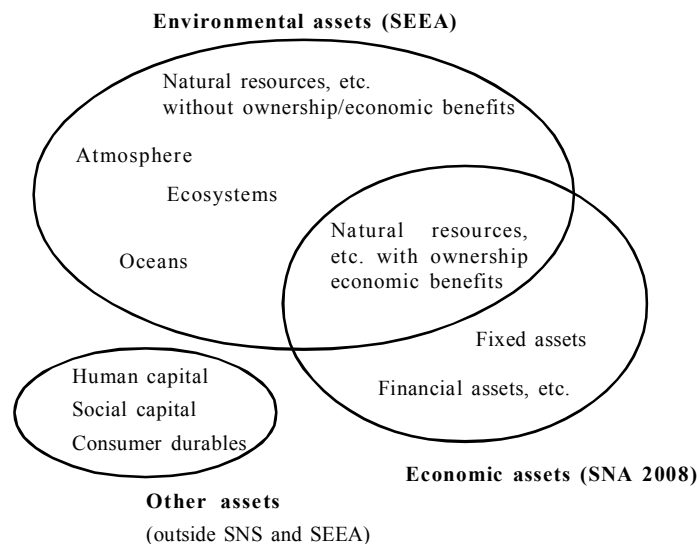 Environmental assets (SEEA)
Natural resources, etc.
without ownership/economic benefits
Atmosphere
Ecosystems
Natural resources,
etc. with ownership
economic benefits
Oceans
Fixed assets
Human capital
Financial assets, etc.
Social capital
Consumer durables
Economic assets (SNA 2008)
Other assets
(outside SNS and SEEA)